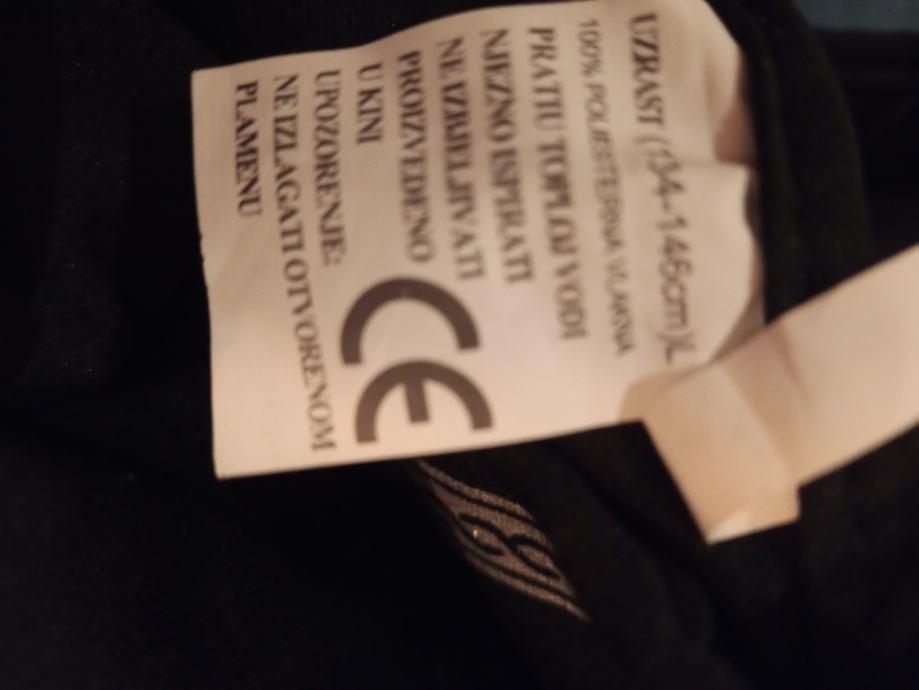 UZRAST (134-146cm)L
100% POLIESTERNA VLAKNA
PRATI U TOPLOJ VODI
NJEZNO ISPIRATI
NE IZBJELJIVATI
PROIZVEDENO
U KINI
UPOZORENJE:
NE IZLAGATI OTVORENOM
PLAMENU
CE